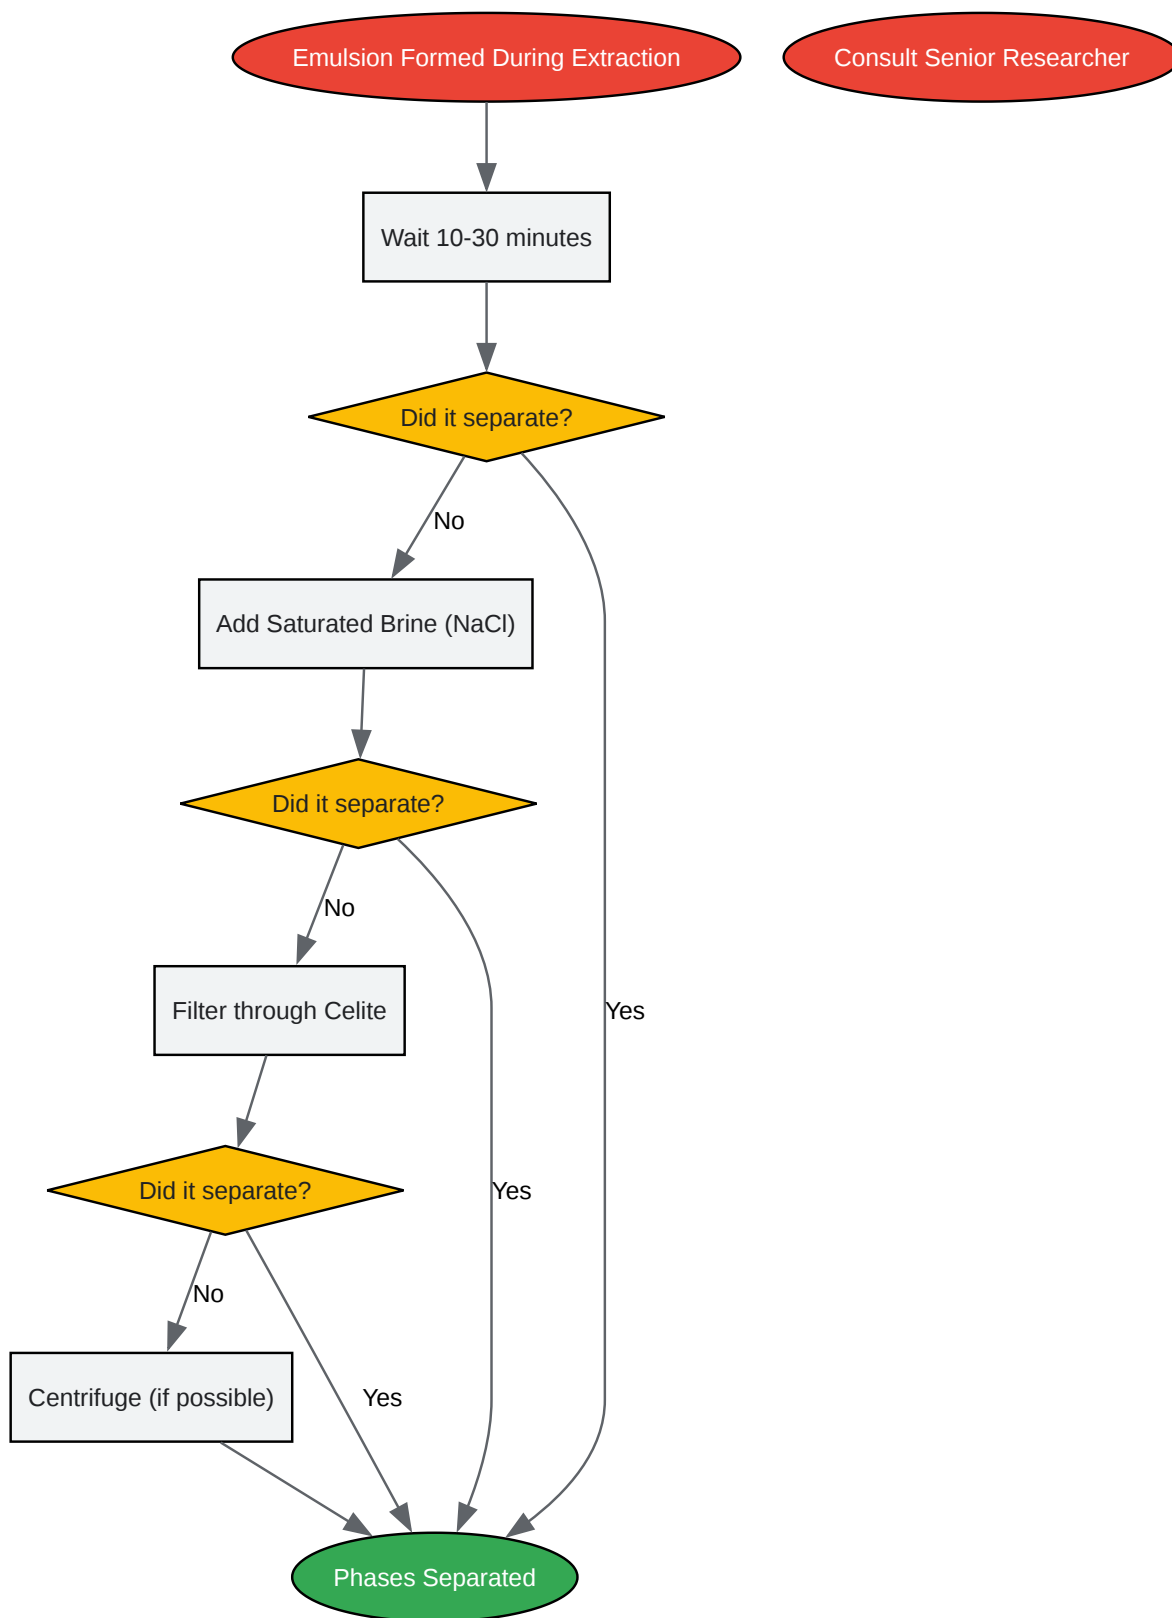 Emulsion Formed During Extraction
Consult Senior Researcher
Wait 10-30 minutes
Did it separate?
No
Add Saturated Brine (NaCl)
Did it separate?
No
Filter through Celite
Yes
Did it separate?
Yes
No
Centrifuge (if possible)
Yes
Phases Separated